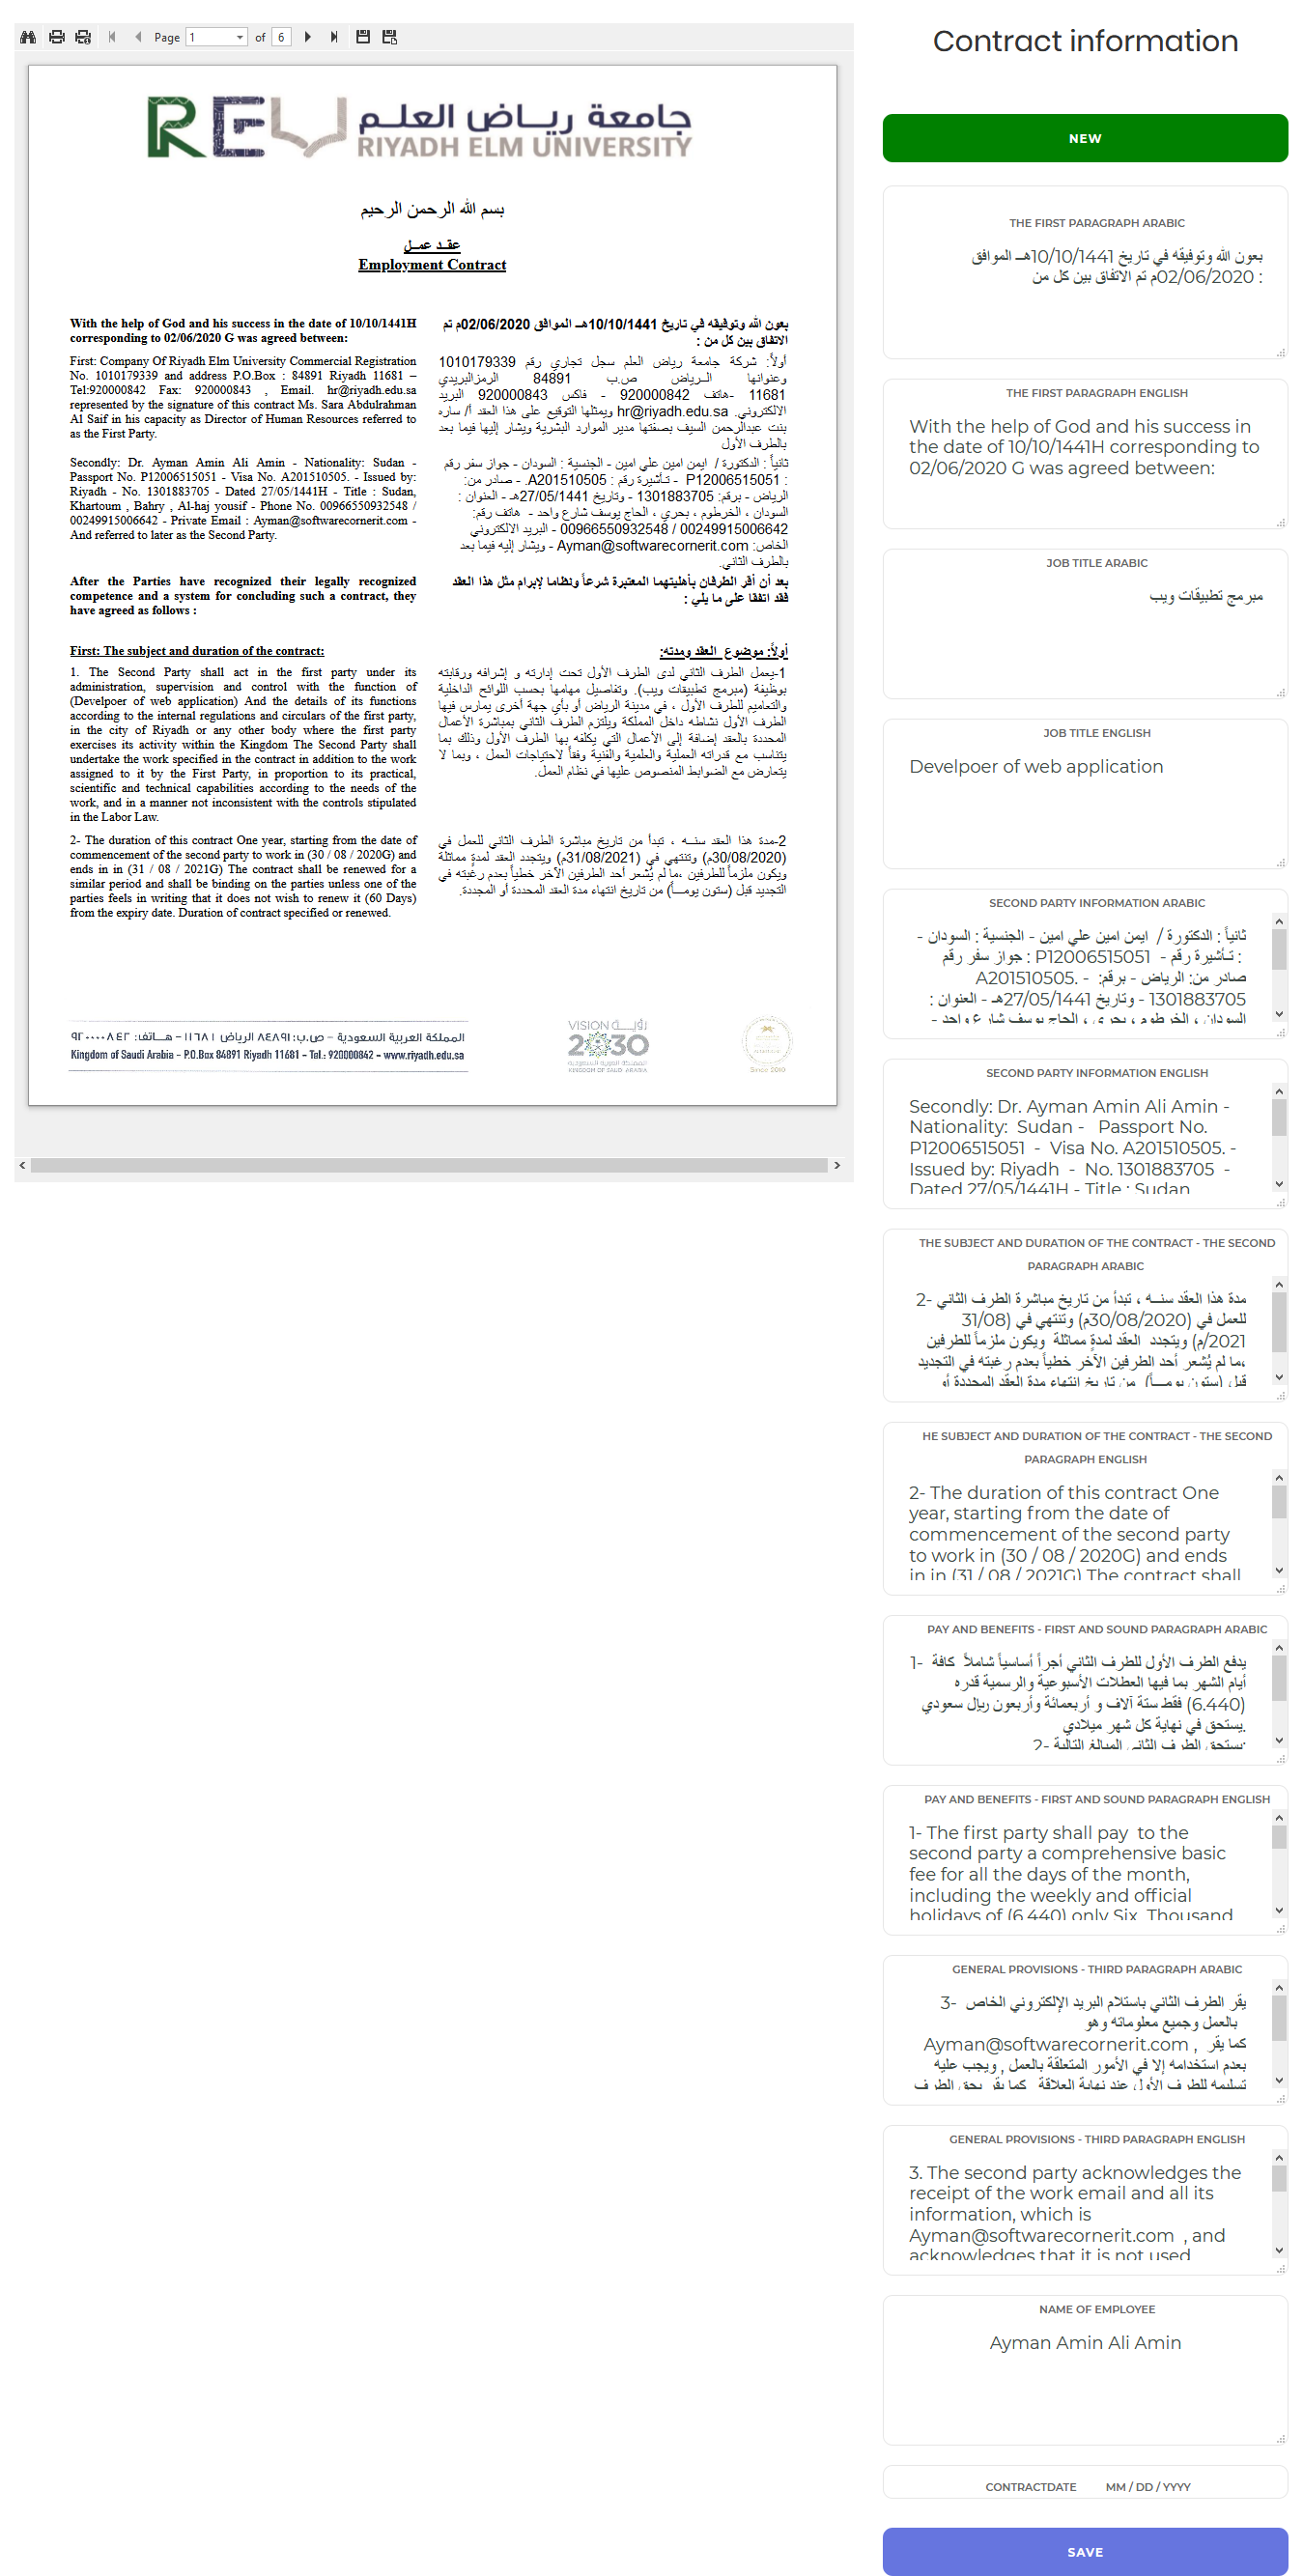 Page 1 of 6
جامعة رياض العلم
RIYADH ELM UNIVERSITY
بسم الله الرحمن الرحيم
عقـد عمـل
Employment Contract
With the help of God and his success in the date of 10/10/1441H
corresponding to 02/06/2020 G was agreed between:
First: Company Of Riyadh Elm University Commercial Registration
No. 1010179339 and address P.O.Box : 84891 Riyadh 11681 –
Tel:920000842 Fax: 920000843 , Email. hr@riyadh.edu.sa
represented by the signature of this contract Ms. Sara Abdulrahman
Al Saif in his capacity as Director of Human Resources referred to
as the First Party.
Secondly: Dr. Ayman Amin Ali Amin - Nationality: Sudan -
Passport No. P12006515051 - Visa No. A201510505. - Issued by:
Riyadh - No. 1301883705 - Dated 27/05/1441H - Title : Sudan,
Khartoum , Bahry , Al-haj yousif - Phone No. 00966550932548 /
00249915006642 - Private Email : Ayman@softwarecornerit.com -
And referred to later as the Second Party.
After the Parties have recognized their legally recognized
competence and a system for concluding such a contract, they
have agreed as follows :
First: The subject and duration of the contract:
1. The Second Party shall act in the first party under its
administration, supervision and control with the function of
(Develpoer of web application) And the details of its functions
according to the internal regulations and circulars of the first party,
in the city of Riyadh or any other body where the first party
exercises its activity within the Kingdom The Second Party shall
undertake the work specified in the contract in addition to the work
assigned to it by the First Party, in proportion to its practical,
scientific and technical capabilities according to the needs of the
work, and in a manner not inconsistent with the controls stipulated
in the Labor Law.
2- The duration of this contract One year, starting from the date of
commencement of the second party to work in (30 / 08 / 2020G) and
ends in in (31 / 08 / 2021G) The contract shall be renewed for a
similar period and shall be binding on the parties unless one of the
parties feels in writing that it does not wish to renew it (60 Days)
from the expiry date. Duration of contract specified or renewed.
بعون الله وتوفيقه في تاريخ 10/10/1441هـ الموافق 02/06/2020م تم
الاتفاق بين كل من :
أولاً: شركة جامعة رياض العلم سجل تجاري رقم 1010179339
وعنوانها الـرياض ص.ب 84891 الرمزالبريدي
11681 -هاتف 920000842 - فاكس 920000843 البريد
الالكتروني. hr@riyadh.edu.sa ويمثلها التوقيع على هذا العقد أ/ ساره
بنت عبدالرحمن السيف بصفتها مدير الموارد البشرية ويشار إليها فيما بعد
بالطرف الأول
ثانياً : الدكتورة / ايمن امين علي امين - الجنسية : السودان - جواز سفر رقم
: P12006515051 - تـأشيرة رقم : A201510505. - صادر من:
الرياض - برقم: 1301883705 - وتاريخ 27/05/1441هـ - العنوان :
السودان ، الخرطوم ، بحري ، الحاج يوسف شارع واحد - هاتف رقم:
00966550932548 / 00249915006642 - البريد الالكتروني
الخاص: Ayman@softwarecornerit.com - ويشار إليه فيما بعد
بالطرف الثاني.
بعد أن أقر الطرفان بأهليتهما المعتبرة شرعاً ونظاما لإبرام مثل هذا العقد
فقد اتفقا على ما يلي :
أولاً: موضوع العقد ومدته:
1-يعمل الطرف الثاني لدى الطرف الأول تحت إدارته و إشرافه ورقابته
بوظيفة (مبرمج تطبيقات ويب). وتفاصيل مهامها بحسب اللوائح الداخلية
والتعاميم للطرف الأول ، في مدينة الرياض أو بأي جهة أخرى يمارس فيها
الطرف الأول نشاطه داخل المملكة ويلتزم الطرف الثاني بمباشرة الأعمال
المحددة بالعقد إضافة إلى الأعمال التي يكلفه بها الطرف الأول وذلك بما
يتناسب مع قدراته العملية والعلمية والفنية وفقاً لاحتياجات العمل ، وبما لا
يتعارض مع الضوابط المنصوص عليها في نظام العمل.
2-مدة هذا العقد سنــه ، تبدأ من تاريخ مباشرة الطرف الثاني للعمل في
(30/08/2020م) وتنتهي في (31/08/2021م) ويتجدد العقد لمدةٍ مماثلة
ويكون ملزماً للطرفين ،ما لم يُشعر أحد الطرفين الآخر خطياً بعدم رغبته في
التجديد قبل (ستون يومــأ) من تاريخ انتهاء مدة العقد المحددة أو المجددة.
المملكة العربية السعودية – ص.ب: ٨٤٨٩١ الرياض ١١٦٨١ – هــاتف: ٩٢٠٠٠٠٨٤٢
Kingdom of Saudi Arabia - P.O.Box 84891 Riyadh 11681 - Tel.: 920000842 - www.riyadh.edu.sa
VISION رؤيــة
2030
المملكة العربية السعودية
KINGDOM OF SAUDI ARABIA
Since 2010
Contract information
NEW
THE FIRST PARAGRAPH ARABIC
بعون الله وتوفيقه في تاريخ 10/10/1441هـ الموافق
02/06/2020م تم الاتفاق بين كل من :
THE FIRST PARAGRAPH ENGLISH
With the help of God and his success in
the date of 10/10/1441H corresponding to
02/06/2020 G was agreed between:
JOB TITLE ARABIC
مبرمج تطبيقات ويب
JOB TITLE ENGLISH
Develpoer of web application
SECOND PARTY INFORMATION ARABIC
ثانياً : الدكتورة / ايمن امين علي امين - الجنسية : السودان -
جواز سفر رقم : P12006515051 - تـأشيرة رقم :
A201510505. - صادر من: الرياض - برقم:
1301883705 - وتاريخ 27/05/1441هـ - العنوان :
السودان ، الخرطوم ، بحري ، الحاج يوسف شارع واحد -
SECOND PARTY INFORMATION ENGLISH
Secondly: Dr. Ayman Amin Ali Amin -
Nationality: Sudan - Passport No.
P12006515051 - Visa No. A201510505. -
Issued by: Riyadh - No. 1301883705 -
Dated 27/05/1441H - Title : Sudan
THE SUBJECT AND DURATION OF THE CONTRACT - THE SECOND
PARAGRAPH ARABIC
2- مدة هذا العقد سنــه ، تبدأ من تاريخ مباشرة الطرف الثاني
للعمل في (30/08/2020م) وتنتهي في (31/08
/2021م) ويتجدد العقد لمدةٍ مماثلة ويكون ملزماً للطرفين
،ما لم يُشعر أحد الطرفين الآخر خطياً بعدم رغبته في التجديد
قبل (ستون يومــأ) من تاريخ انتهاء مدة العقد المحددة أو
HE SUBJECT AND DURATION OF THE CONTRACT - THE SECOND
PARAGRAPH ENGLISH
2- The duration of this contract One
year, starting from the date of
commencement of the second party
to work in (30 / 08 / 2020G) and ends
in in (31 / 08 / 2021G) The contract shall
PAY AND BENEFITS - FIRST AND SOUND PARAGRAPH ARABIC
1- يدفع الطرف الأول للطرف الثاني أجراً أساسياً شاملاً كافة
أيام الشهر بما فيها العطلات الأسبوعية والرسمية قدره
(6.440) فقط ستة آلاف و أربعمائة وأربعون ريال سعودي
يستحق في نهاية كل شهر ميلادي.
2- يستحق الطرف الثاني المبالغ التالية:
PAY AND BENEFITS - FIRST AND SOUND PARAGRAPH ENGLISH
1- The first party shall pay to the
second party a comprehensive basic
fee for all the days of the month,
including the weekly and official
holidays of (6.440) only Six Thousand
GENERAL PROVISIONS - THIRD PARAGRAPH ARABIC
3- يقر الطرف الثاني باستلام البريد الإلكتروني الخاص
بالعمل وجميع معلوماته وهو
Ayman@softwarecornerit.com , كما يقر
بعدم استخدامه إلا في الأمور المتعلقة بالعمل , ويجب عليه
تسليمه للطرف الأول عند نهاية العلاقة كما يقر بحق الطرف
GENERAL PROVISIONS - THIRD PARAGRAPH ENGLISH
3. The second party acknowledges the
receipt of the work email and all its
information, which is
Ayman@softwarecornerit.com , and
acknowledges that it is not used
NAME OF EMPLOYEE
Ayman Amin Ali Amin
CONTRACTDATE MM / DD / YYYY
SAVE